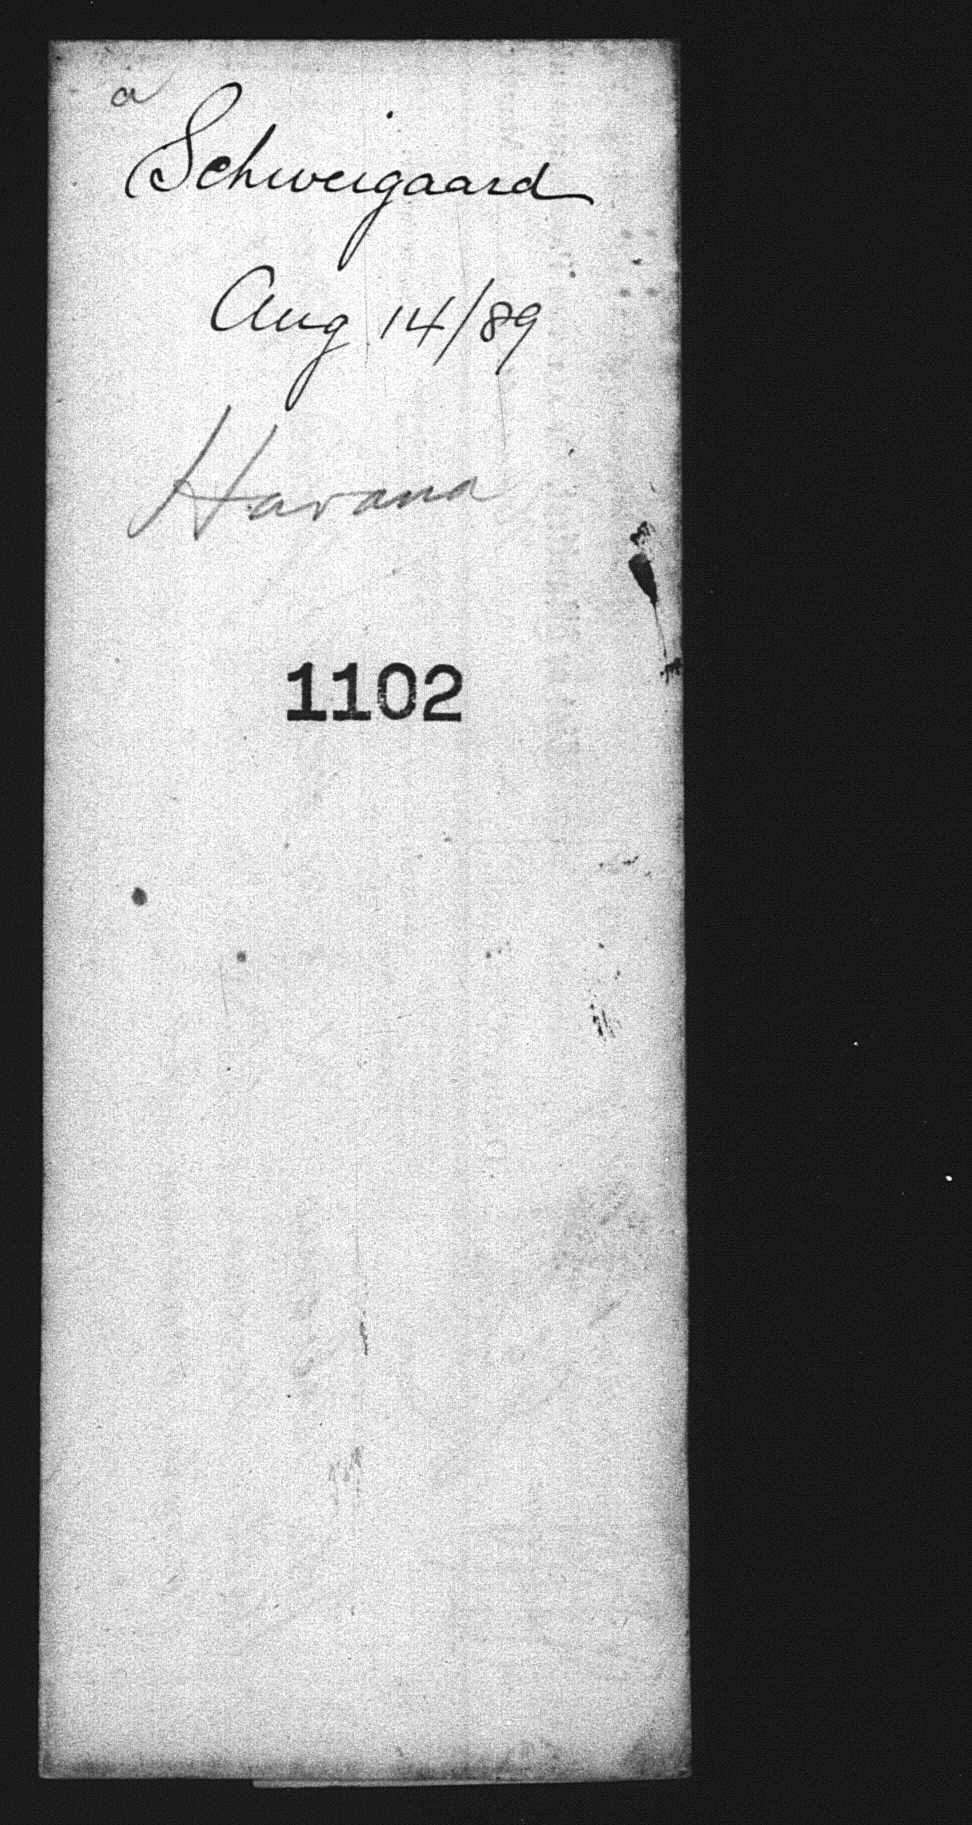 a
Schweigaard
Aug 14/89
Havana
1102